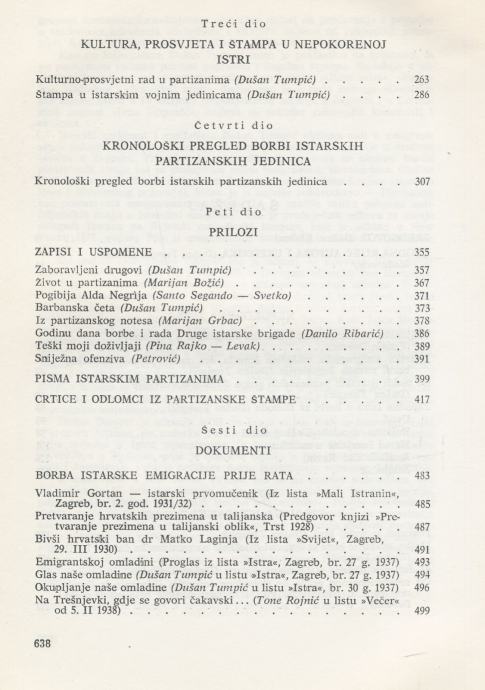 Treći dio
KULTURA, PROSVJETA I ŠTAMPA U NEPOKORENOJ
ISTRI
Kulturno-prosvjetni rad u partizanima (Dušan Tumpić) . . . . . 263
Štampa u istarskim vojnim jedinicama (Dušan Tumpić) . . . . 286
Četvrti dio
KRONOLOŠKI PREGLED BORBI ISTARSKIH
PARTIZANSKIH JEDINICA
Kronološki pregled borbi istarskih partizanskih jedinica . . . . 307
Peti dio
PRILOZI
ZAPISI I USPOMENE . . . . . . . . . . . . . 355
Zaboravljeni drugovi (Dušan Tumpić) . . . . . . . . 357
Život u partizanima (Marijan Božić) . . . . . . . . . 367
Pogibija Alda Negrija (Santo Segando — Svetko) . . . . . . 371
Barbanska četa (Dušan Tumpić) . . . . . . . . . . 373
Iz partizanskog notesa (Marijan Grbac) . . . . . . . . 378
Godinu dana borbe i rada Druge istarske brigade (Danilo Ribarić) . 386
Teški moji doživljaji (Pina Rajko — Levak) . . . . . . . 389
Sniježna ofenziva (Petrović) . . . . . . . . . . . 391
PISMA ISTARSKIM PARTIZANIMA . . . . . . . . . 399
CRTICE I ODLOMCI IZ PARTIZANSKE ŠTAMPE . . . . . . 417
Šesti dio
DOKUMENTI
BORBA ISTARSKE EMIGRACIJE PRIJE RATA . . . . . . 483
Vladimir Gortan — istarski prvomučenik (Iz lista »Mali Istranin«,
Zagreb, br. 2. god. 1931/32) . . . . . . . . . . 485
Pretvaranje hrvatskih prezimena u talijanska (Predgovor knjizi »Pre-
tvaranje prezimena u talijanski oblik«, Trst 1928) . . . . 487
Bivši hrvatski ban dr Matko Laginja (Iz lista »Svijet«, Zagreb,
29. III 1930) . . . . . . . . . . . . . . 491
Emigrantskoj omladini (Proglas iz lista »Istra«, Zagreb, br. 27 g. 1937) 493
Glas naše omladine (Dušan Tumpić u listu »Istra«, Zagreb, br. 27 g. 1937) 494
Okupljanje naše omladine (Dušan Tumpić u listu »Istra«, br. 30 g. 1937) 496
Na Trešnjevki, gdje se govori čakavski... (Tone Rojnić u listu »Večer«
od 5. II 1938) . . . . . . . . . . . . . . 499
638